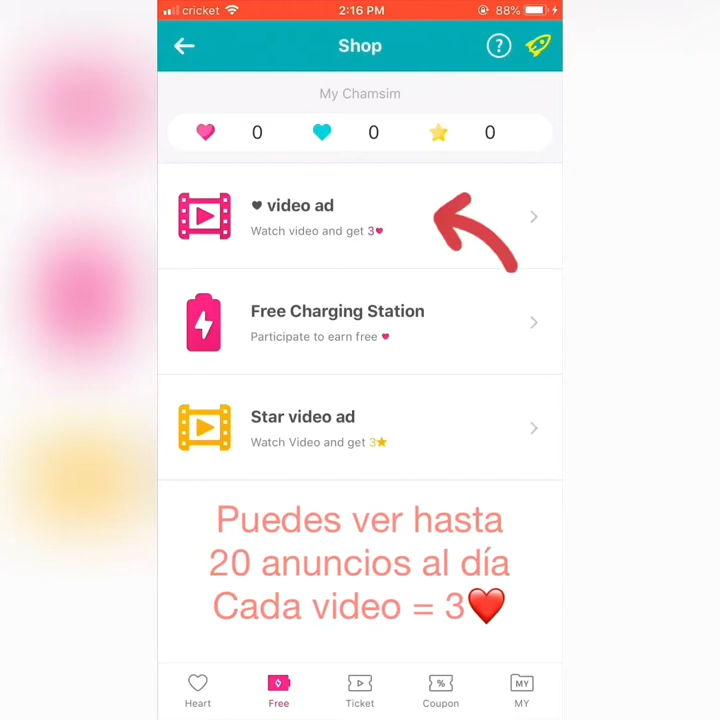 cricket 2:16 PM 88%
Shop ?
My Chamsim
0 0 0
♥ video ad
Watch video and get 3♥
Free Charging Station
Participate to earn free ♥
Star video ad
Watch Video and get 3★
Puedes ver hasta
20 anuncios al día
Cada video = 3❤️
% MY
Heart Free Ticket Coupon MY